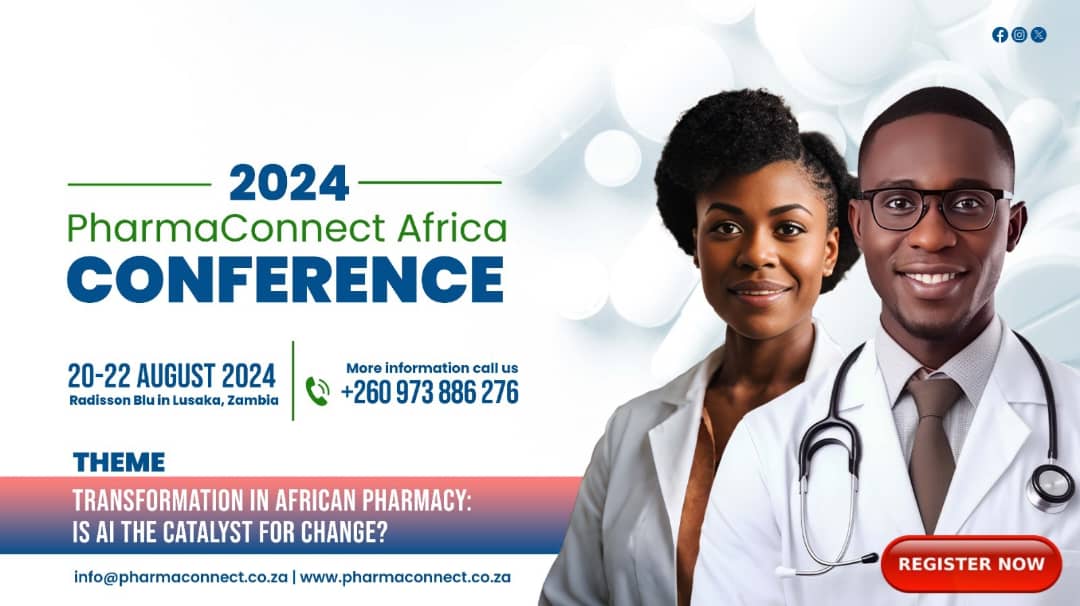 2024
PharmaConnect Africa
CONFERENCE
20-22 AUGUST 2024
Radisson Blu in Lusaka, Zambia
More information call us
+260 973 886 276
THEME
TRANSFORMATION IN AFRICAN PHARMACY:
IS AI THE CATALYST FOR CHANGE?
info@pharmaconnect.co.za | www.pharmaconnect.co.za
REGISTER NOW